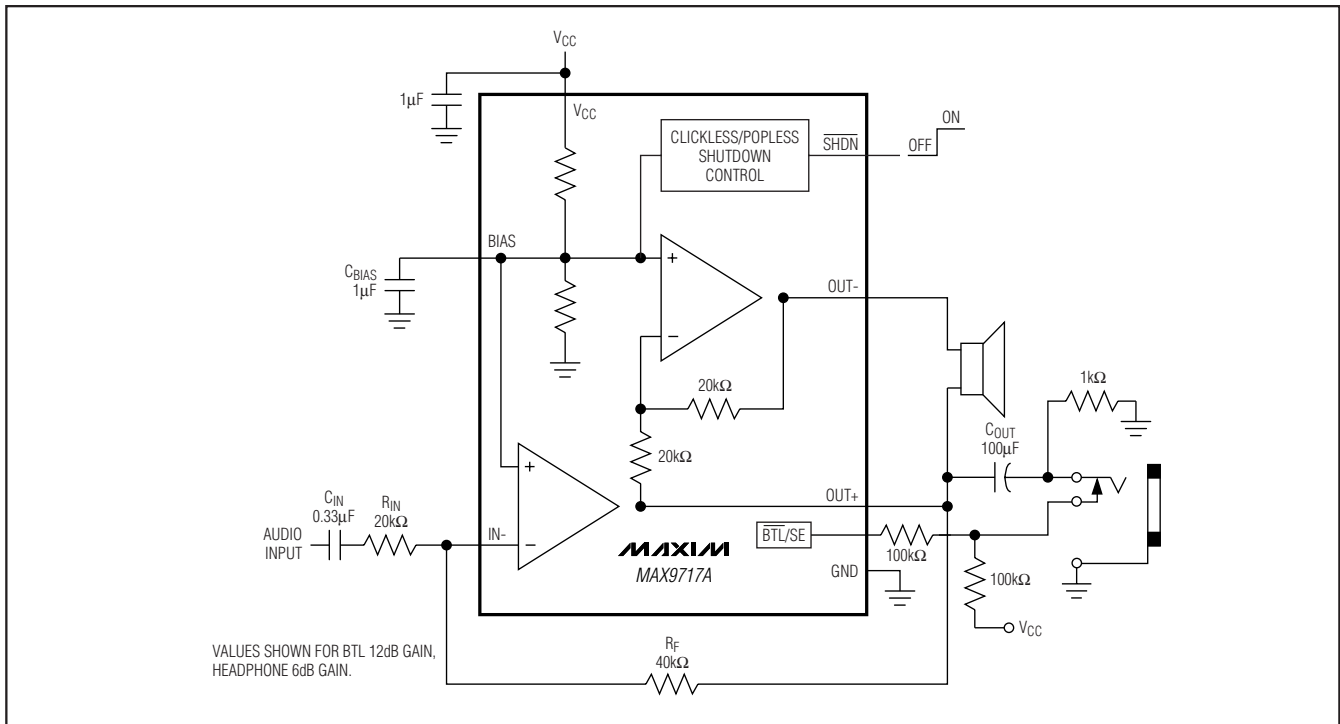 VCC
1µF
VCC
CLICKLESS/POPLESS
SHUTDOWN
CONTROL
SHDN
OFF
ON
BIAS
CBIAS
1µF
+
−
OUT-
20kΩ
20kΩ
1kΩ
COUT
100µF
+
−
OUT+
CIN
0.33µF
RIN
20kΩ
AUDIO
INPUT
IN-
MAXIM
MAX9717A
BTL/SE
100kΩ
GND
100kΩ
VCC
VALUES SHOWN FOR BTL 12dB GAIN,
HEADPHONE 6dB GAIN.
RF
40kΩ